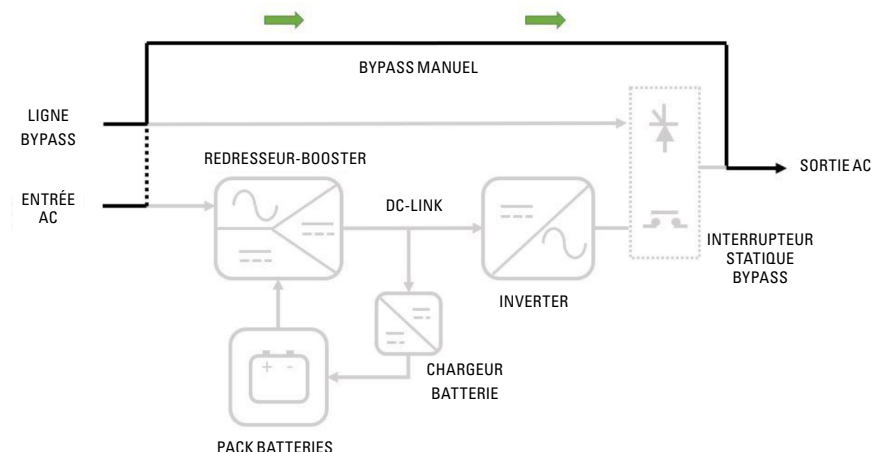 BYPASS MANUEL
LIGNE
BYPASS
REDRESSEUR-BOOSTER
SORTIE AC
ENTRÉE
AC
DC-LINK
INTERRUPTEUR
STATIQUE
BYPASS
INVERTER
+ -
CHARGEUR
BATTERIE
PACK BATTERIES